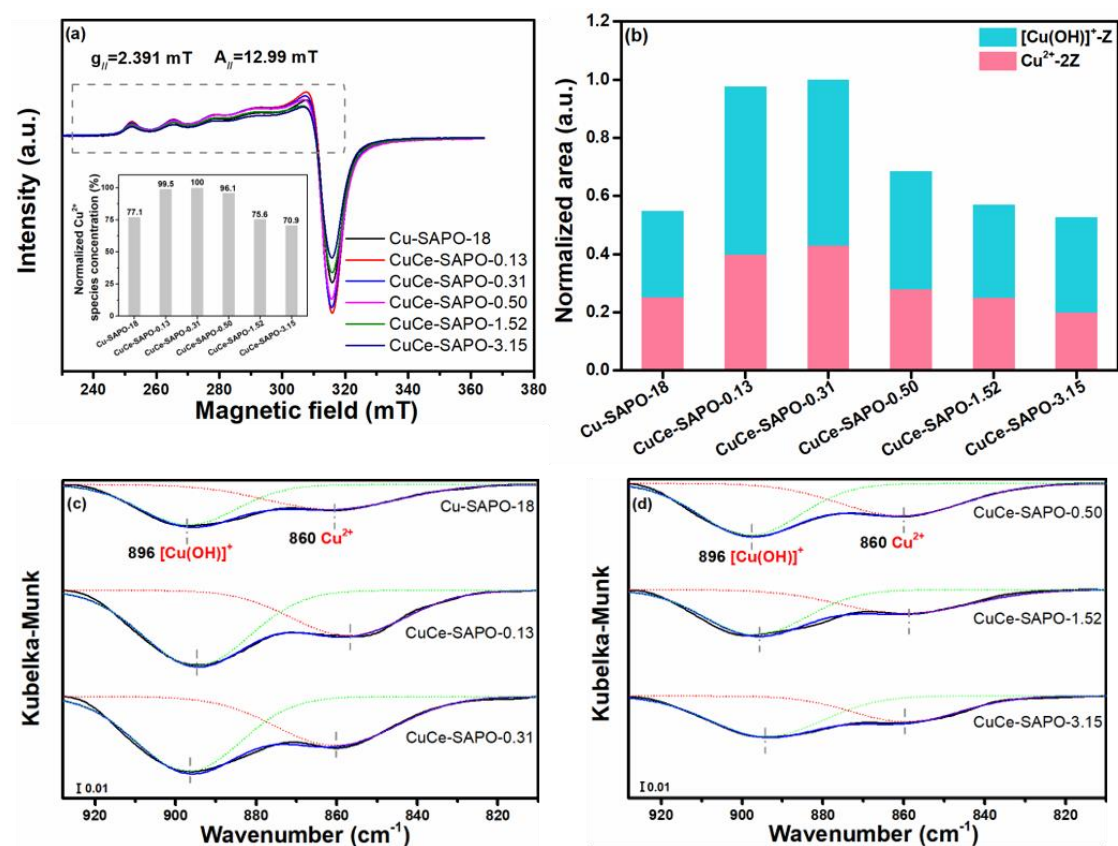 (a)
g//=2.391 mT A//=12.99 mT
Intensity (a.u.)
Normalized Cu2+
species concentration (%)
100
75
50
25
0
77.1
99.5
100
96.1
75.6
70.9
Cu-SAPO-18
CuCe-SAPO-0.13
CuCe-SAPO-0.31
CuCe-SAPO-0.50
CuCe-SAPO-1.52
CuCe-SAPO-3.15
Cu-SAPO-18
CuCe-SAPO-0.13
CuCe-SAPO-0.31
CuCe-SAPO-0.50
CuCe-SAPO-1.52
CuCe-SAPO-3.15
240 260 280 300 320 340 360 380
Magnetic field (mT)
(b)
[Cu(OH)]+-Z
Cu2+-2Z
Normalized area (a.u.)
1.2
1.0
0.8
0.6
0.4
0.2
0.0
Cu-SAPO-18
CuCe-SAPO-0.13
CuCe-SAPO-0.31
CuCe-SAPO-0.50
CuCe-SAPO-1.52
CuCe-SAPO-3.15
(c)
Kubelka-Munk
Cu-SAPO-18
896 [Cu(OH)]+
860 Cu2+
CuCe-SAPO-0.13
CuCe-SAPO-0.31
I 0.01
920 900 880 860 840 820
Wavenumber (cm-1)
(d)
Kubelka-Munk
CuCe-SAPO-0.50
896 [Cu(OH)]+
860 Cu2+
CuCe-SAPO-1.52
CuCe-SAPO-3.15
I 0.01
920 900 880 860 840 820
Wavenumber (cm-1)